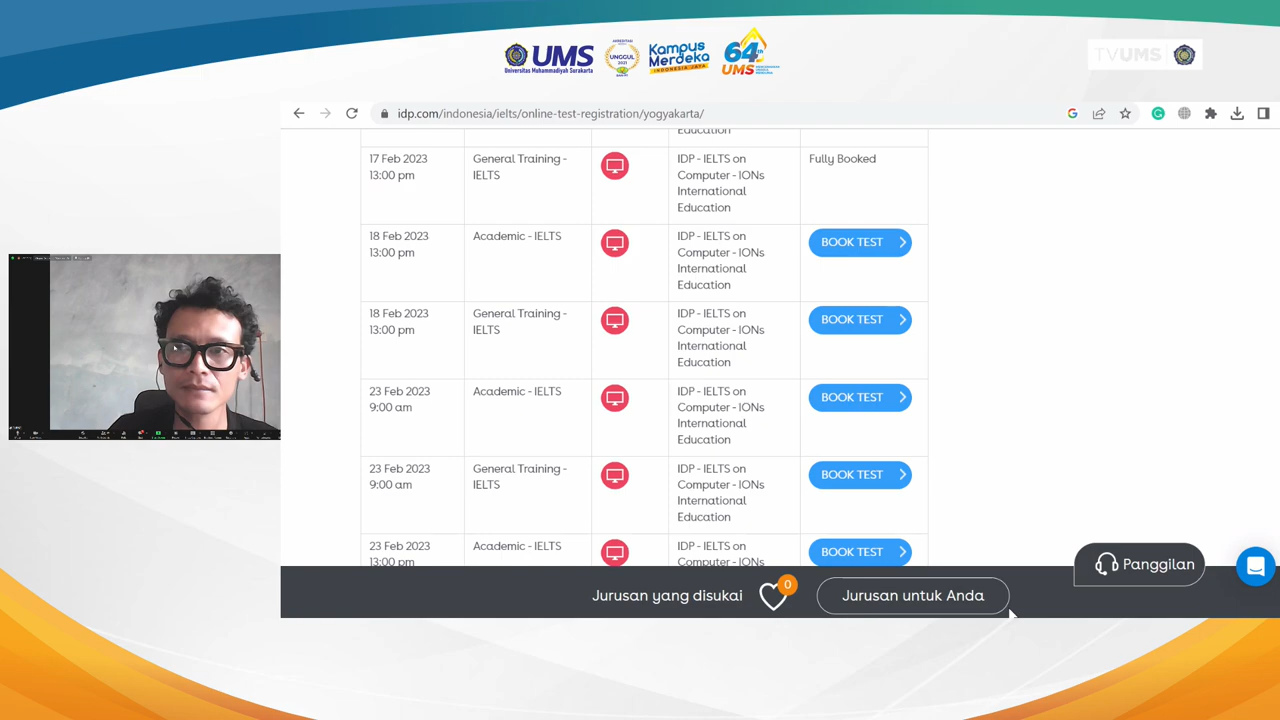 UMS
Universitas Muhammadiyah Surakarta
AKREDITASI
UNGGUL
2021
Kampus
Merdeka
INDONESIA JAYA
64th
UMS
TVUMS
idp.com/indonesia/ielts/online-test-registration/yogyakarta/
Education
17 Feb 2023
13:00 pm
General Training -
IELTS
IDP - IELTS on
Computer - IONs
International
Education
Fully Booked
18 Feb 2023
13:00 pm
Academic - IELTS
IDP - IELTS on
Computer - IONs
International
Education
BOOK TEST
18 Feb 2023
13:00 pm
General Training -
IELTS
IDP - IELTS on
Computer - IONs
International
Education
BOOK TEST
23 Feb 2023
9:00 am
Academic - IELTS
IDP - IELTS on
Computer - IONs
International
Education
BOOK TEST
23 Feb 2023
9:00 am
General Training -
IELTS
IDP - IELTS on
Computer - IONs
International
Education
BOOK TEST
23 Feb 2023
13:00 pm
Academic - IELTS
IDP - IELTS on
Computer - IONs
BOOK TEST
Panggilan
Jurusan yang disukai
0
Jurusan untuk Anda